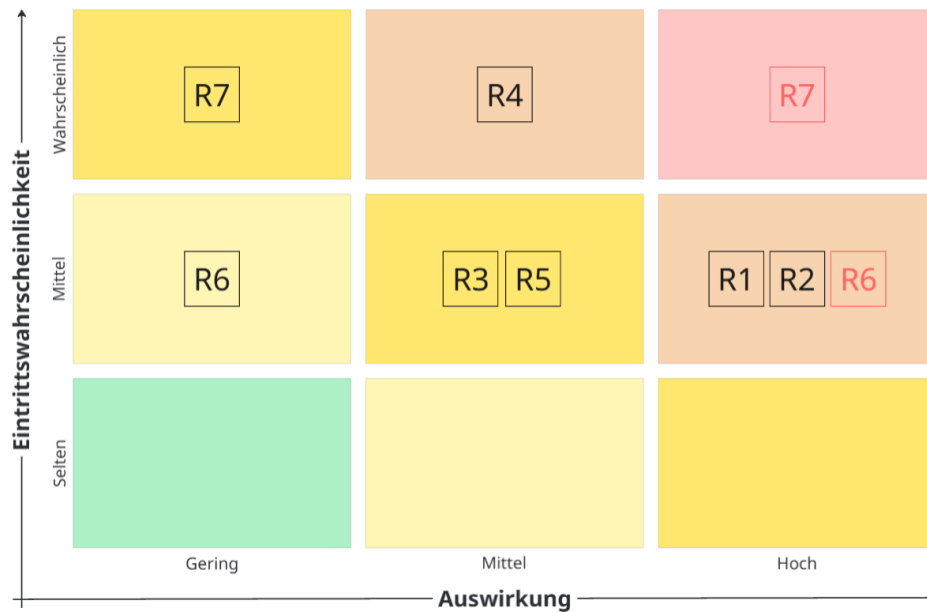 Eintrittswahrscheinlichkeit
Wahrscheinlich
R7
R4
R7
Mittel
R6
R3 R5
R1 R2 R6
Selten
Gering
Mittel
Hoch
Auswirkung